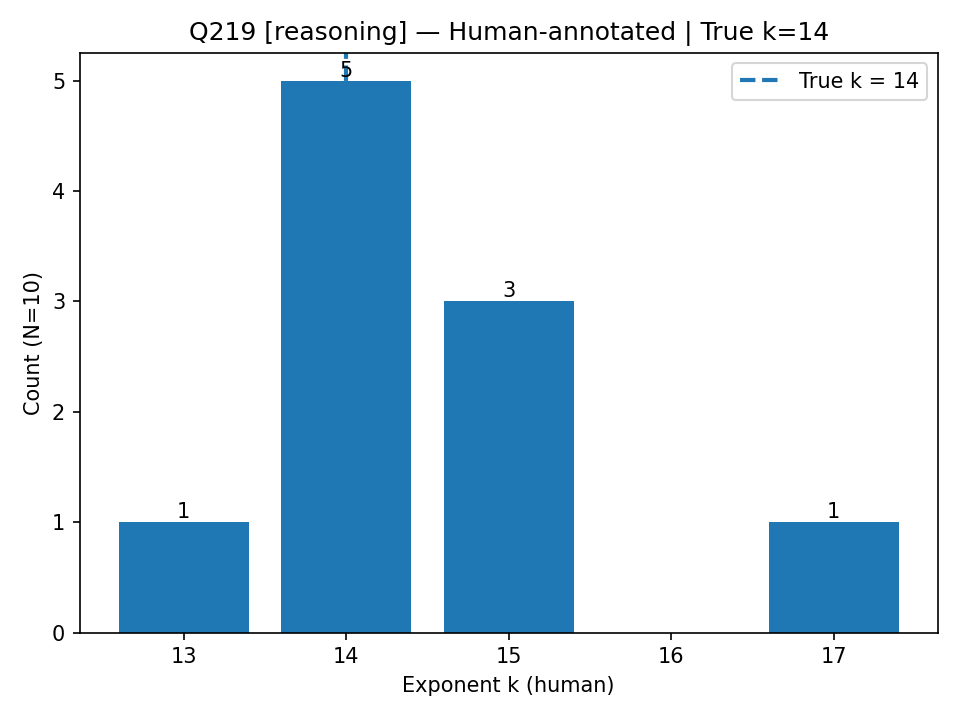 Q219 [reasoning] — Human-annotated | True k=14
True k = 14
5
3
1
1
5
4
3
2
1
0
Count (N=10)
13 14 15 16 17
Exponent k (human)